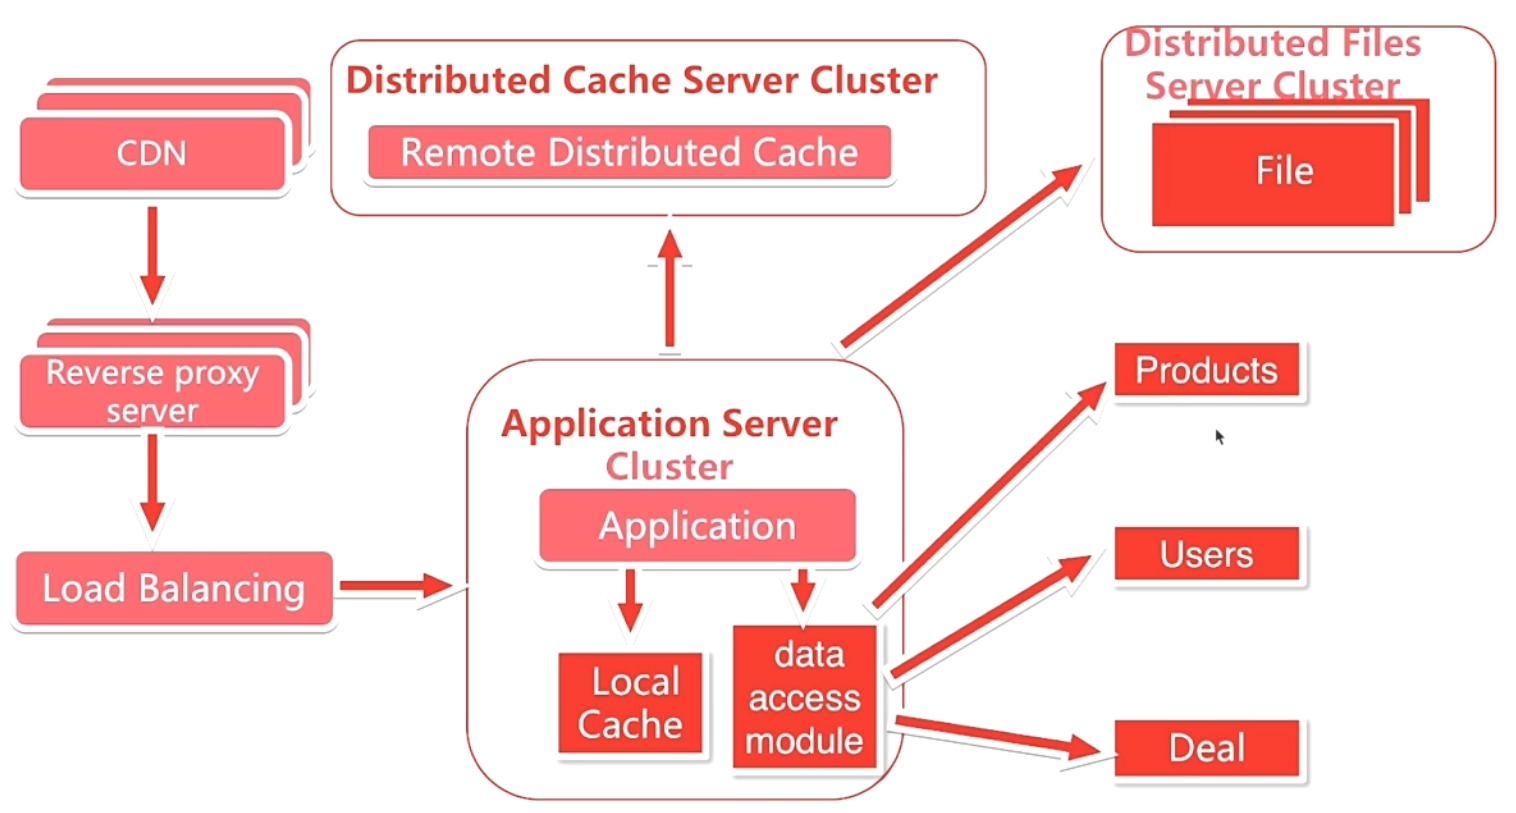 Distributed Cache Server Cluster
Remote Distributed Cache
Distributed Files
Server Cluster
File
CDN
Reverse proxy
server
Load Balancing
Application Server
Cluster
Application
Local
Cache
data
access
module
Products
Users
Deal